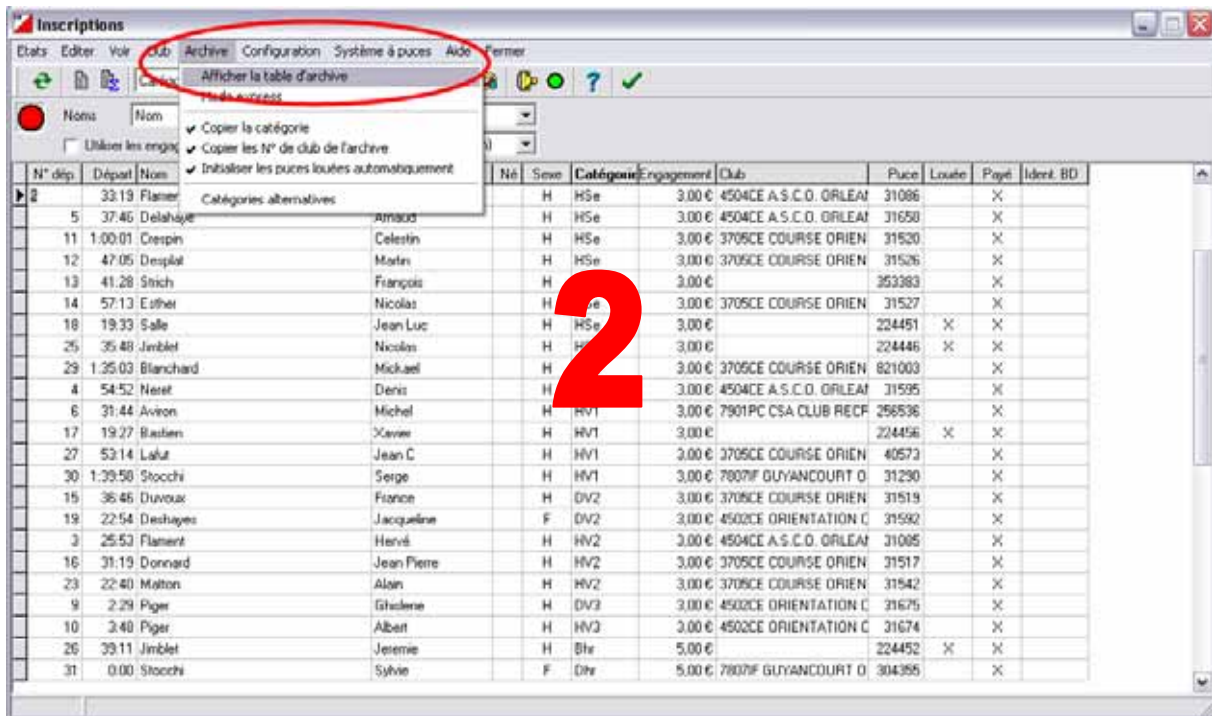 Inscriptions
Etats Editer Voir Club Archive Configuration Système à puces Aide Fermer
Afficher la table d'archive
Mode express
Noms Nom
Copier la catégorie
Utiliser les
Copier les N° de club de l'archive
Initialiser les puces louées automatiquement
Catégories alternatives
N° dép. Départ Nom Né Sexe Catégorie Engagement Club Puce Louée Payé Ident. BD
2 33:19 H HSe 3,00 € 4504CE A.S.C.O. ORLEA 31086 X
5 37:46 Delahaye Arnaud H HSe 3,00 € 4504CE A.S.C.O. ORLEA 31650 X
11 1:00:01 Crespin Celestin H HSe 3,00 € 3705CE COURSE ORIEN 31520 X
12 47:05 Desplat Martin H HSe 3,00 € 3705CE COURSE ORIEN 31526 X
13 41:28 Strich François H 3,00 € 353383 X
14 57:13 Esther Nicolas H 3,00 € 3705CE COURSE ORIEN 31527 X
18 19:33 Salle Jean Luc H HSe 3,00 € 224451 X X
25 35:48 Jimblet Nicolas H 3,00 € 224446 X X
29 1:35:03 Blanchard Mickael H 3,00 € 3705CE COURSE ORIEN 821003 X
4 54:52 Neret Denis H 3,00 € 4504CE A.S.C.O. ORLEA 31595 X
6 31:44 Aviron Michel H HV1 3,00 € 7901PC CSA CLUB RECR 256536 X
17 19:27 Bastien Xavier H HV1 3,00 € 224456 X X
27 53:14 Lafut Jean C H HV1 3,00 € 3705CE COURSE ORIEN 40573 X
30 1:39:58 Stocchi Serge H HV1 3,00 € 7807IF GUYANCOURT O 31290 X
15 36:46 Duvoux France H DV2 3,00 € 3705CE COURSE ORIEN 31519 X
19 22:54 Deshayes Jacqueline F DV2 3,00 € 4502CE ORIENTATION C 31592 X
3 25:53 Flament Hervé H HV2 3,00 € 4504CE A.S.C.O. ORLEA 31085 X
16 31:19 Donnard Jean Pierre H HV2 3,00 € 3705CE COURSE ORIEN 31517 X
23 22:40 Matton Alain H HV2 3,00 € 3705CE COURSE ORIEN 31542 X
9 2:29 Piger Ghislene H DV3 3,00 € 4502CE ORIENTATION C 31675 X
10 3:48 Piger Albert H HV3 3,00 € 4502CE ORIENTATION C 31674 X
26 39:11 Jimblet Jeremie H Bhr 5,00 € 224452 X X
31 0:00 Stocchi Sylvie F Dhr 5,00 € 7807IF GUYANCOURT O 304355 X
2